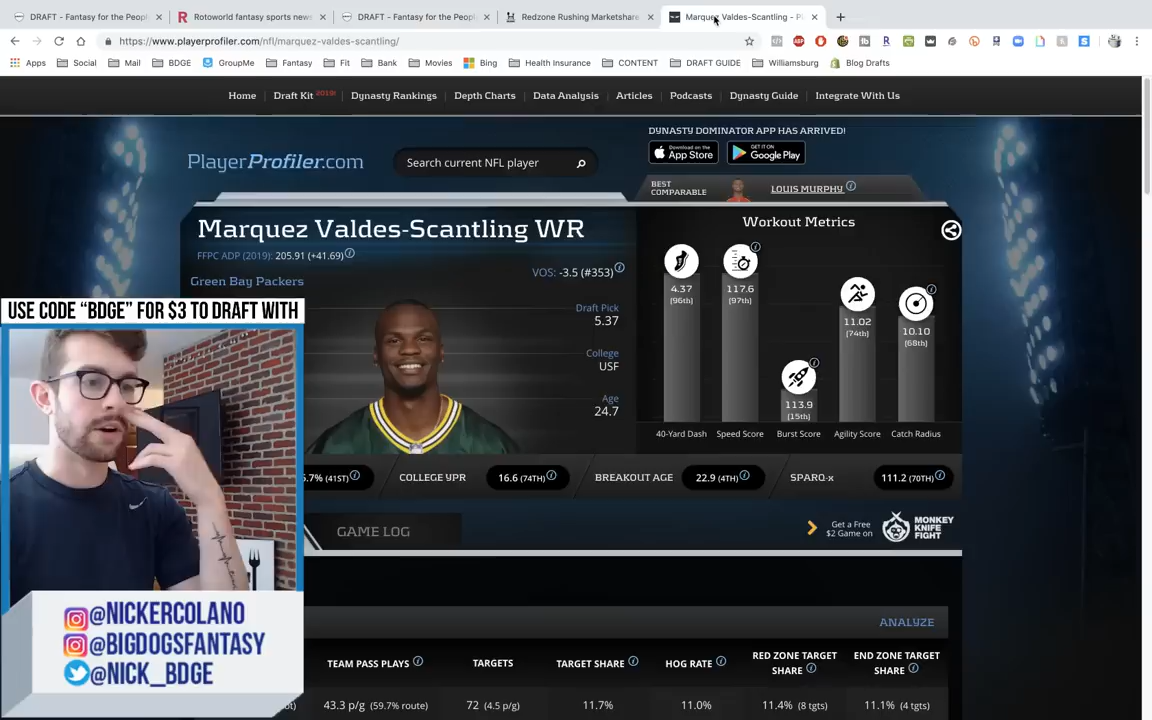 DRAFT - Fantasy for the Peopl
Rotoworld fantasy sports news
DRAFT - Fantasy for the Peopl
Redzone Rushing Marketshare
Marquez Valdes-Scantling - Pl
https://www.playerprofiler.com/nfl/marquez-valdes-scantling/
Apps
Social
Mail
BDGE
GroupMe
Fantasy
Fit
Bank
Movies
Bing
Health Insurance
CONTENT
DRAFT GUIDE
Williamsburg
Blog Drafts
Home
Draft Kit 2019!
Dynasty Rankings
Depth Charts
Data Analysis
Articles
Podcasts
Dynasty Guide
Integrate With Us
PlayerProfiler.com
Search current NFL player
DYNASTY DOMINATOR APP HAS ARRIVED!
Download on the App Store
GET IT ON Google Play
BEST COMPARABLE
LOUIS MURPHY
Marquez Valdes-Scantling WR
FFPC ADP (2019): 205.91 (+41.69)
Green Bay Packers
VOS: -3.5 (#353)
Draft Pick
5.37
College
USF
Age
24.7
Workout Metrics
4.37
(96th)
117.6
(97th)
113.9
(15th)
11.02
(74th)
10.10
(68th)
40-Yard Dash
Speed Score
Burst Score
Agility Score
Catch Radius
.7% (41ST)
COLLEGE YPR
16.6 (74TH)
BREAKOUT AGE
22.9 (4TH)
SPARQ-x
111.2 (70TH)
GAME LOG
Get a Free
$2 Game on
MONKEY
KNIFE
FIGHT
ANALYZE
TEAM PASS PLAYS
TARGETS
TARGET SHARE
HOG RATE
RED ZONE TARGET
SHARE
END ZONE TARGET
SHARE
43.3 p/g (59.7% route)
72 (4.5 p/g)
11.7%
11.0%
11.4% (8 tgts)
11.1% (4 tgts)
USE CODE "BDGE" FOR $3 TO DRAFT WITH
@NICKERCOLANO
@BIGDOGSFANTASY
@NICK_BDGE